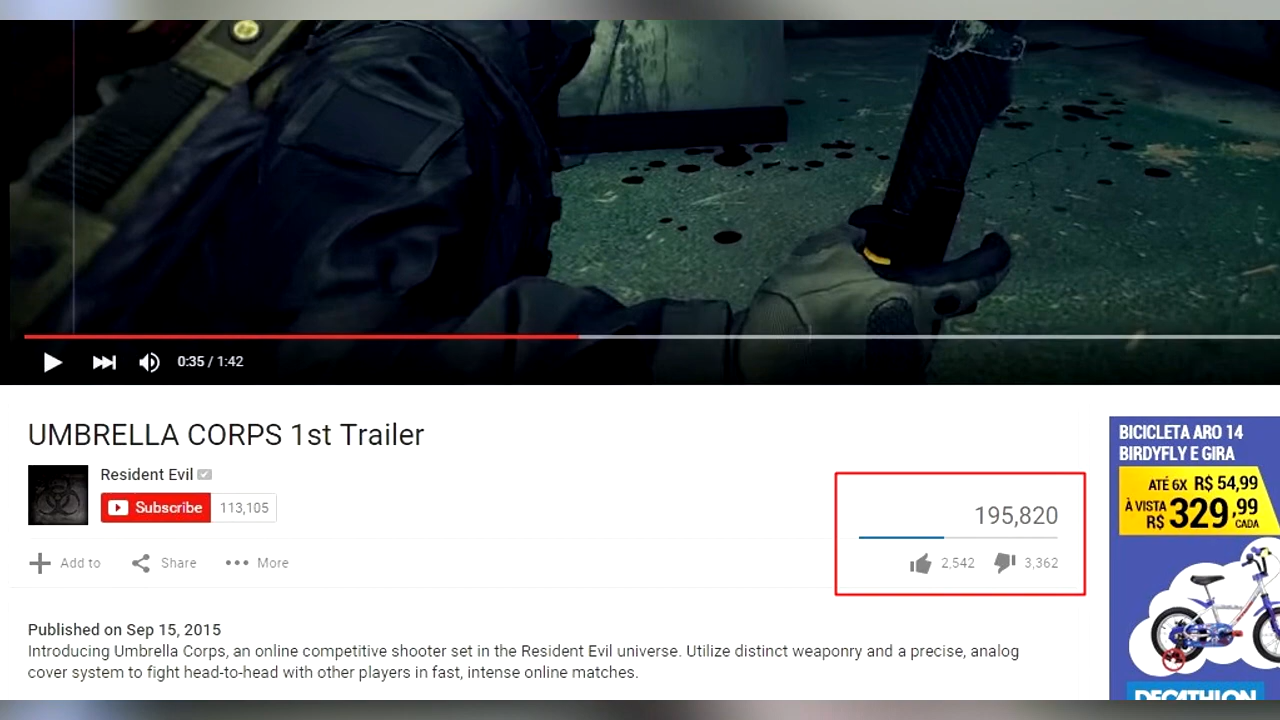 0:35 / 1:42
UMBRELLA CORPS 1st Trailer
Resident Evil
Subscribe 113,105
195,820
Add to Share More
2,542 3,362
Published on Sep 15, 2015
Introducing Umbrella Corps, an online competitive shooter set in the Resident Evil universe. Utilize distinct weaponry and a precise, analog
cover system to fight head-to-head with other players in fast, intense online matches.
BICICLETA ARO 14
BIRDYFLY E GIRA
ATÉ 6X R$ 54,99
À VISTA
R$ 329,99
CADA
DECATHLON